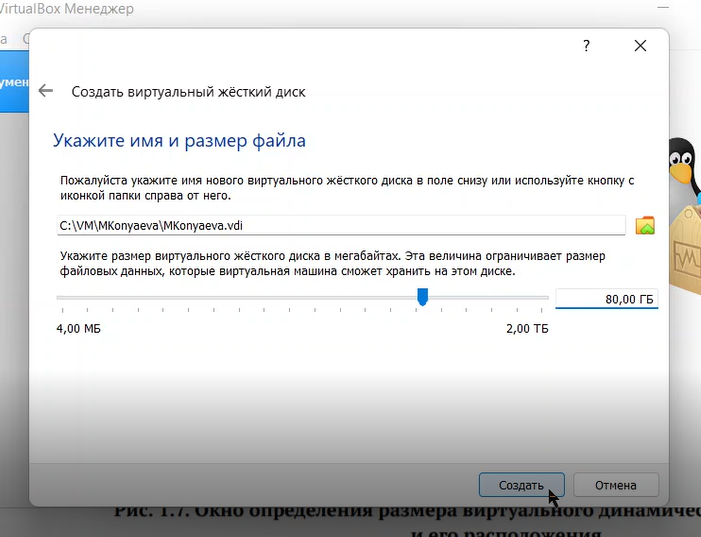 VirtualBox Менеджер
?
Создать виртуальный жёсткий диск
Укажите имя и размер файла
Пожалуйста укажите имя нового виртуального жёсткого диска в поле снизу или используйте кнопку с
иконкой папки справа от него.
C:\VM\MKonyaeva\MKonyaeva.vdi
Укажите размер виртуального жёсткого диска в мегабайтах. Эта величина ограничивает размер
файловых данных, которые виртуальная машина сможет хранить на этом диске.
80,00 ГБ
4,00 МБ
2,00 ТБ
Создать
Отмена
Рис. 1.7. Окно определения размера виртуального динамичес
и его расположения